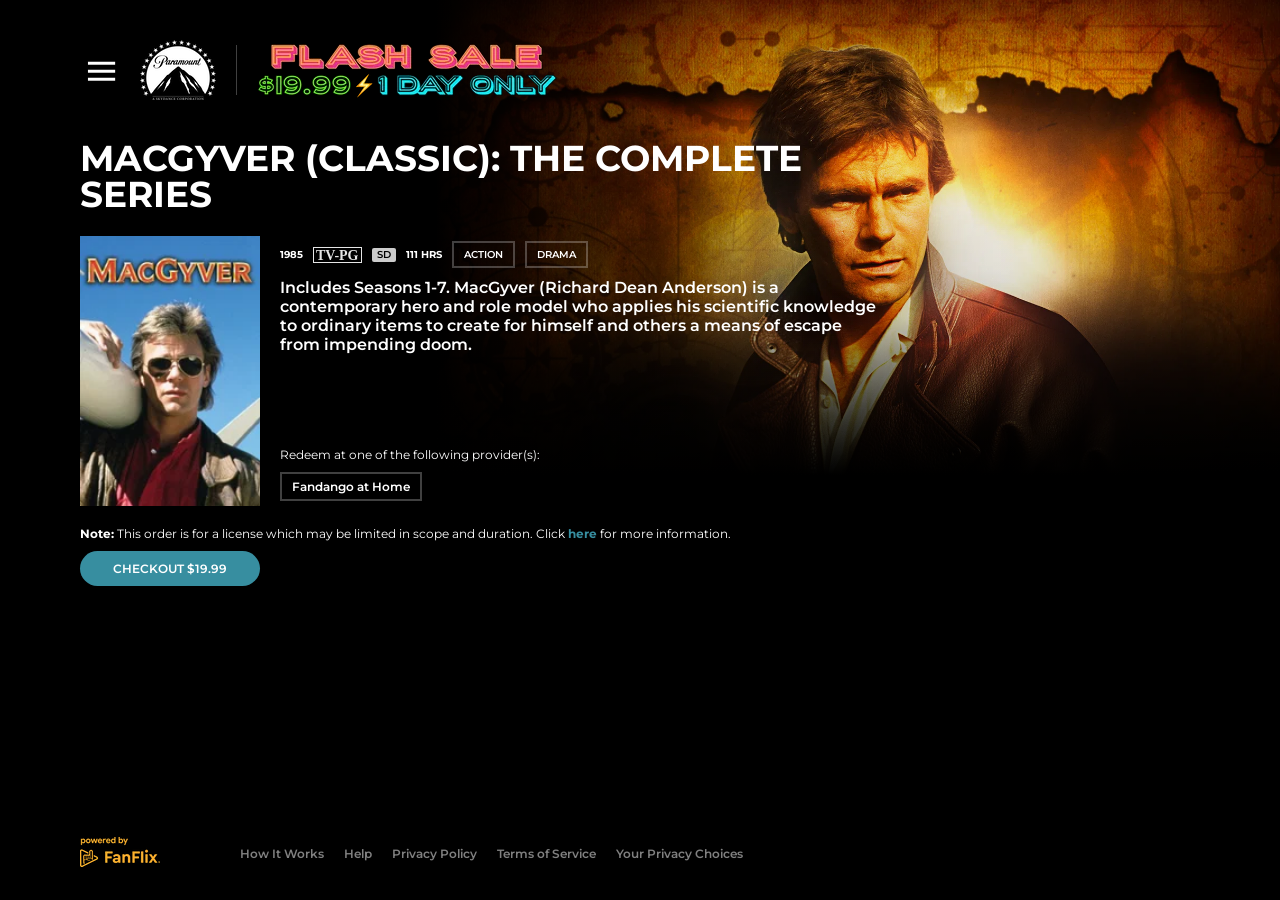 Paramount
A SKYDANCE CORPORATION
FLASH SALE
$19.99⚡1 DAY ONLY
MACGYVER (CLASSIC): THE COMPLETE
SERIES
MACGYVER
1985 TV-PG SD 111 HRS ACTION DRAMA
Includes Seasons 1-7. MacGyver (Richard Dean Anderson) is a
contemporary hero and role model who applies his scientific knowledge
to ordinary items to create for himself and others a means of escape
from impending doom.
Redeem at one of the following provider(s):
Fandango at Home
Note: This order is for a license which may be limited in scope and duration. Click here for more information.
CHECKOUT $19.99
powered by
FanFlix.
How It Works Help Privacy Policy Terms of Service Your Privacy Choices